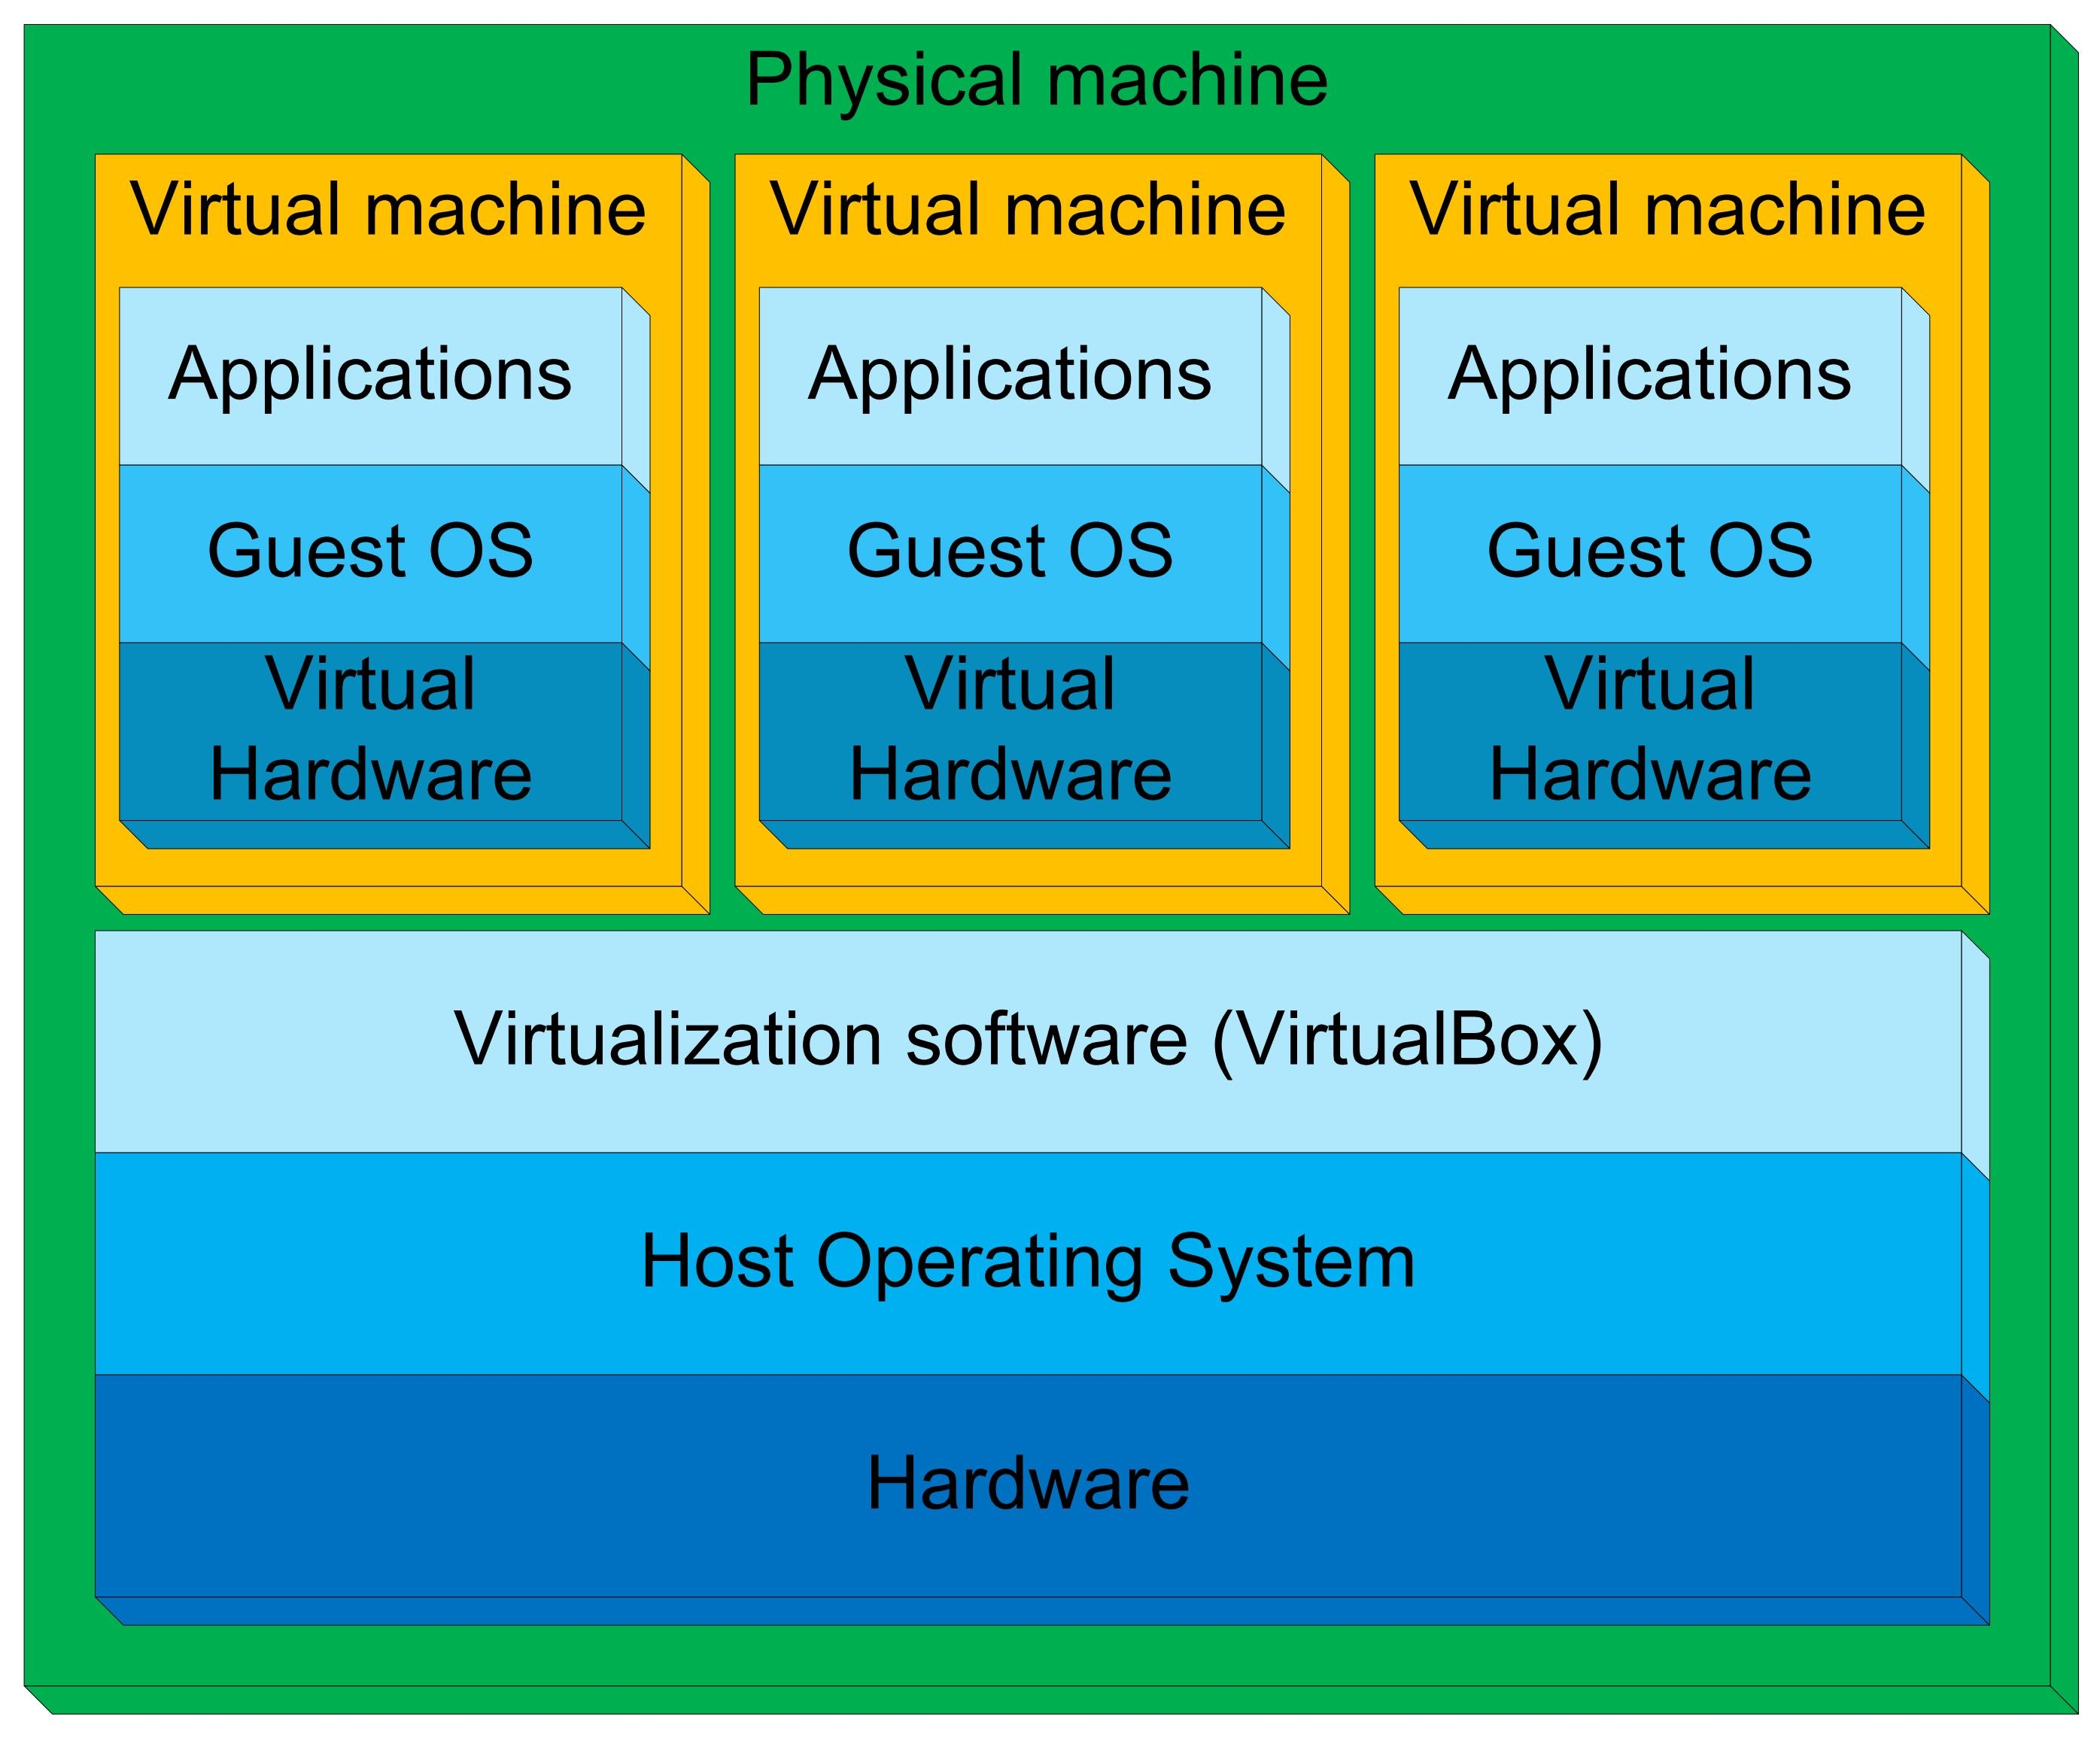 Physical machine
Virtual machine
Applications
Guest OS
Virtual
Hardware
Virtual machine
Applications
Guest OS
Virtual
Hardware
Virtual machine
Applications
Guest OS
Virtual
Hardware
Virtualization software (VirtualBox)
Host Operating System
Hardware